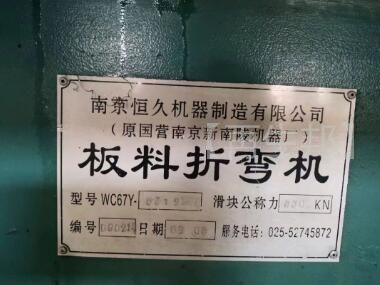 南京恒久机器制造有限公司
（原国营南京新南陵机器厂）
板料折弯机
型号 WC67Y- 滑块公称力 KN
编号 日期 09 08 服务电话：025-52745872